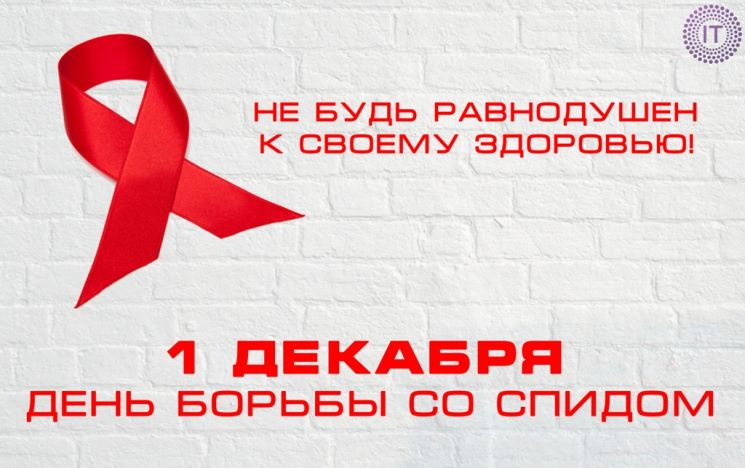 IT
НЕ БУДЬ РАВНОДУШЕН
К СВОЕМУ ЗДОРОВЬЮ!
1 ДЕКАБРЯ
ДЕНЬ БОРЬБЫ СО СПИДОМ